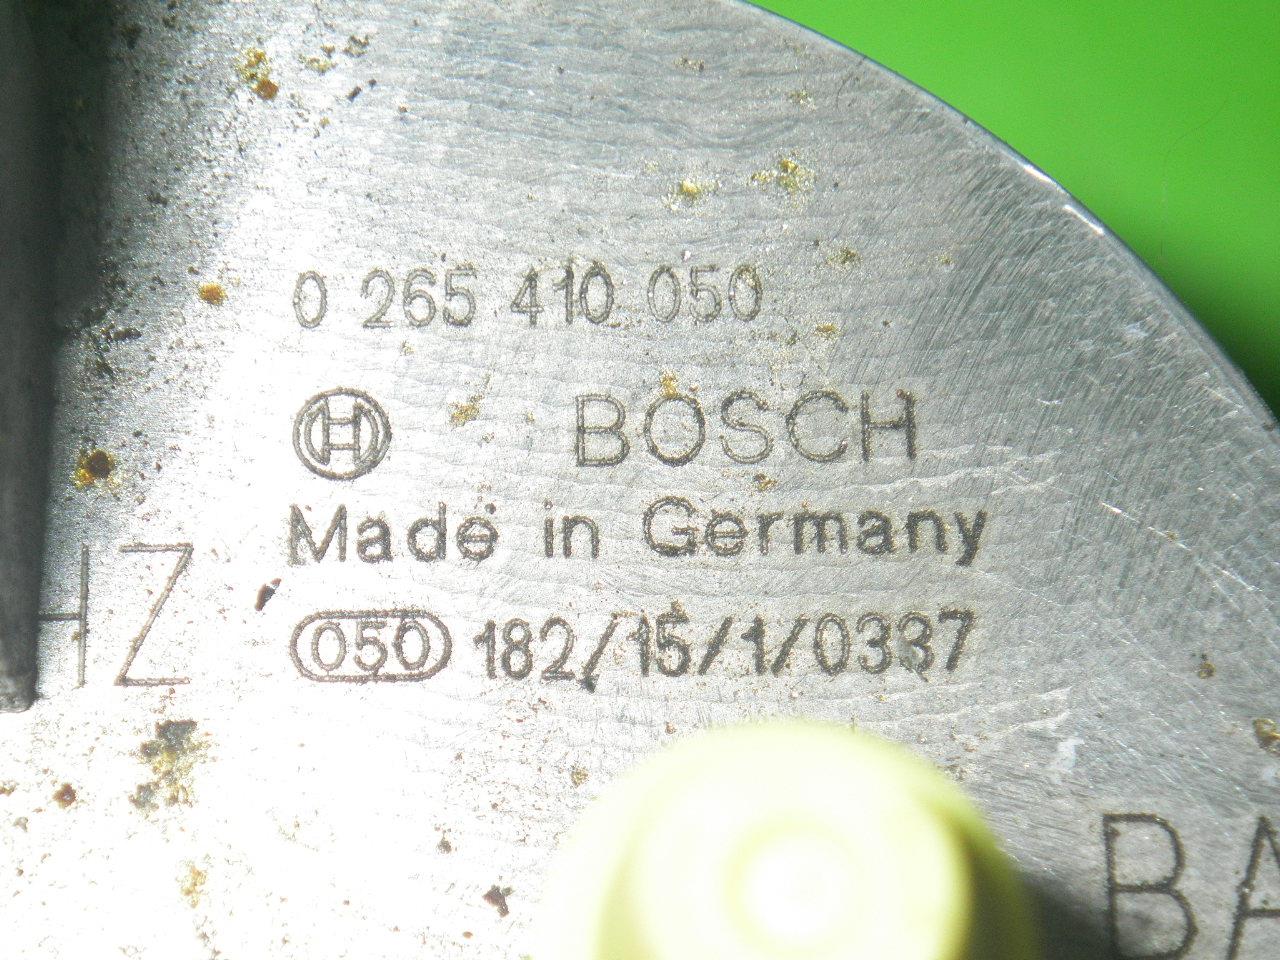 0 265 410 050
BOSCH
Made in Germany
HZ
050 182/15/1/0337
BA